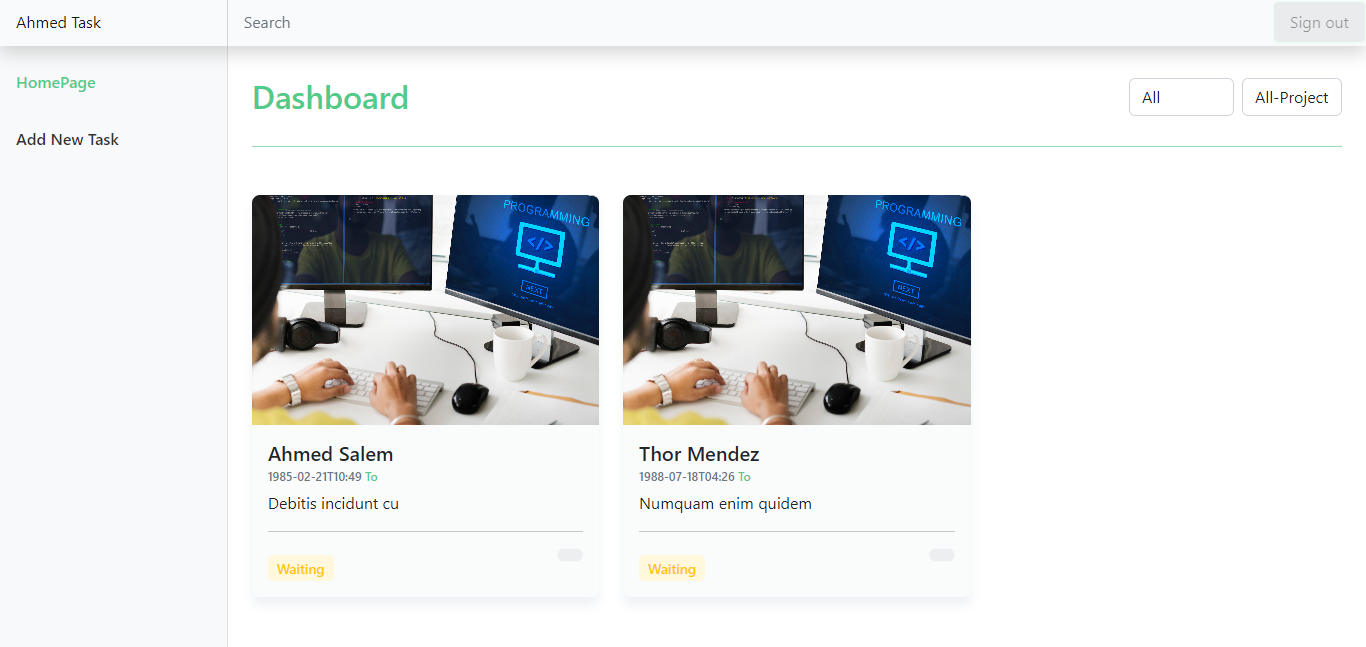 Ahmed Task
Search
Sign out
HomePage
Add New Task
Dashboard
All
All-Project
PROGRAMMING
</>
NEXT
PROGRAMMING
</>
NEXT
Ahmed Salem
1985-02-21T10:49 To
Debitis incidunt cu
Waiting
Thor Mendez
1988-07-18T04:26 To
Numquam enim quidem
Waiting